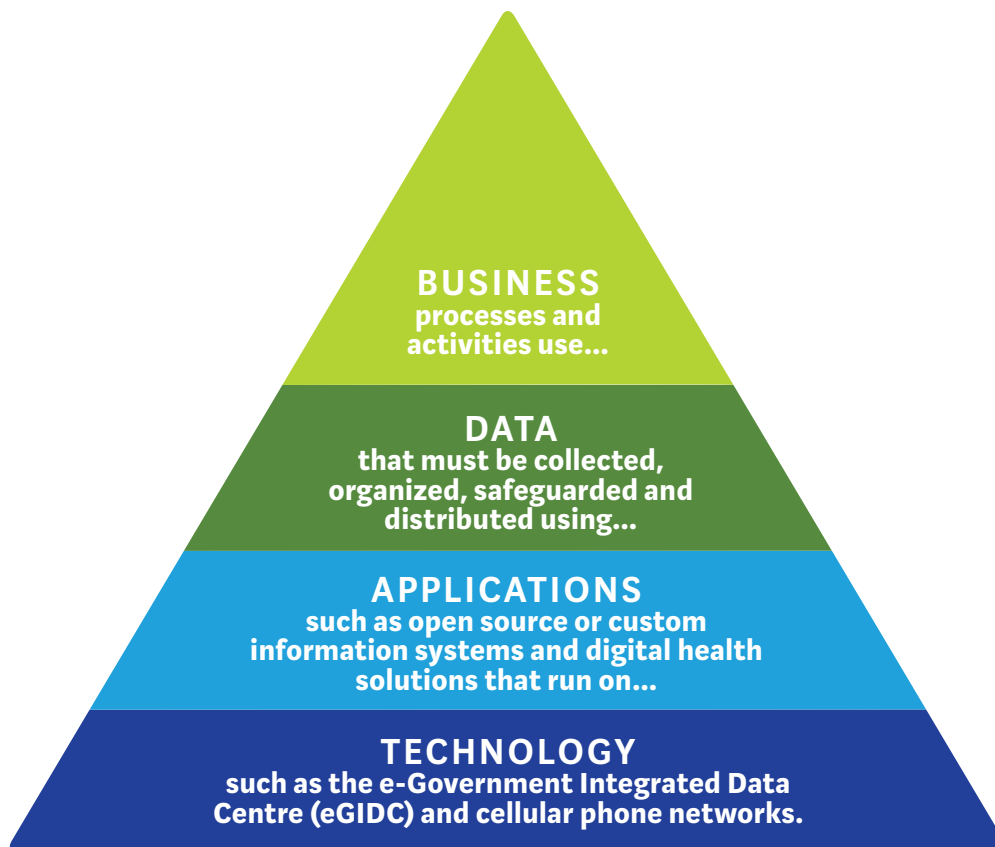 BUSINESS
processes and
activities use...
DATA
that must be collected,
organized, safeguarded and
distributed using...
APPLICATIONS
such as open source or custom
information systems and digital health
solutions that run on...
TECHNOLOGY
such as the e-Government Integrated Data
Centre (eGIDC) and cellular phone networks.